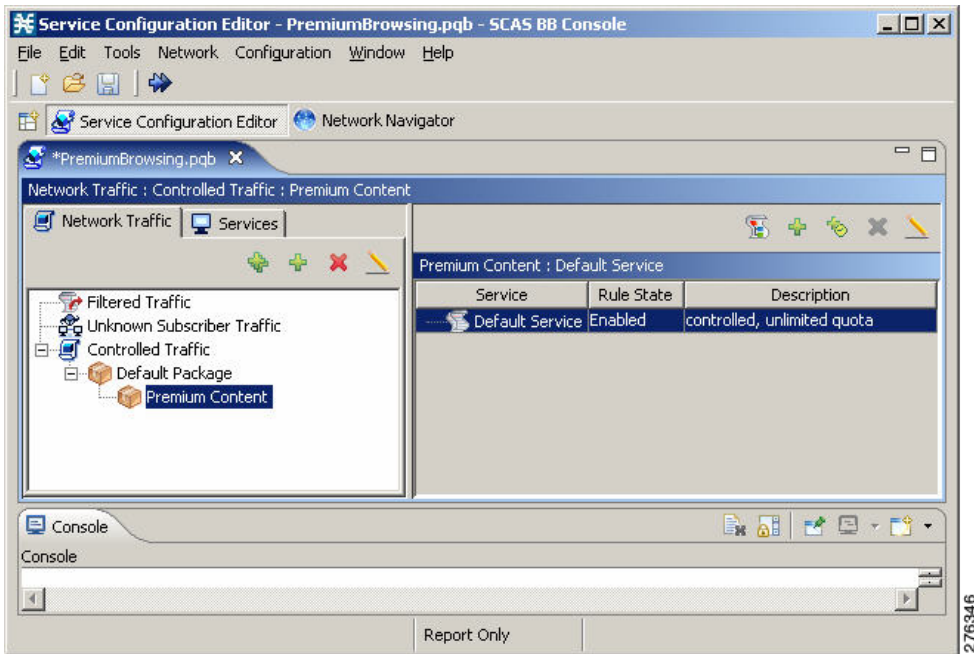 Service Configuration Editor - PremiumBrowsing.pqb - SCAS BB Console
File Edit Tools Network Configuration Window Help
Service Configuration Editor Network Navigator
*PremiumBrowsing.pqb
Network Traffic : Controlled Traffic : Premium Content
Network Traffic Services
Filtered Traffic
Unknown Subscriber Traffic
Controlled Traffic
Default Package
Premium Content
Premium Content : Default Service
Service Rule State Description
Default Service Enabled controlled, unlimited quota
Console
Console
Report Only
276346